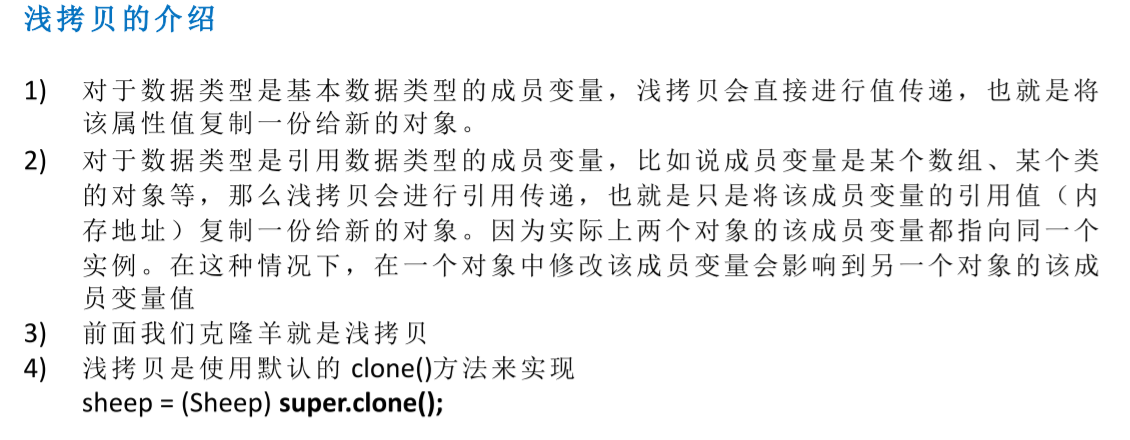 浅拷贝的介绍
1) 对于数据类型是基本数据类型的成员变量，浅拷贝会直接进行值传递，也就是将
该属性值复制一份给新的对象。
2) 对于数据类型是引用数据类型的成员变量，比如说成员变量是某个数组、某个类
的对象等，那么浅拷贝会进行引用传递，也就是只是将该成员变量的引用值（内
存地址）复制一份给新的对象。因为实际上两个对象的该成员变量都指向同一个
实例。在这种情况下，在一个对象中修改该成员变量会影响到另一个对象的该成
员变量值
3) 前面我们克隆羊就是浅拷贝
4) 浅拷贝是使用默认的 clone()方法来实现
sheep = (Sheep) super.clone();